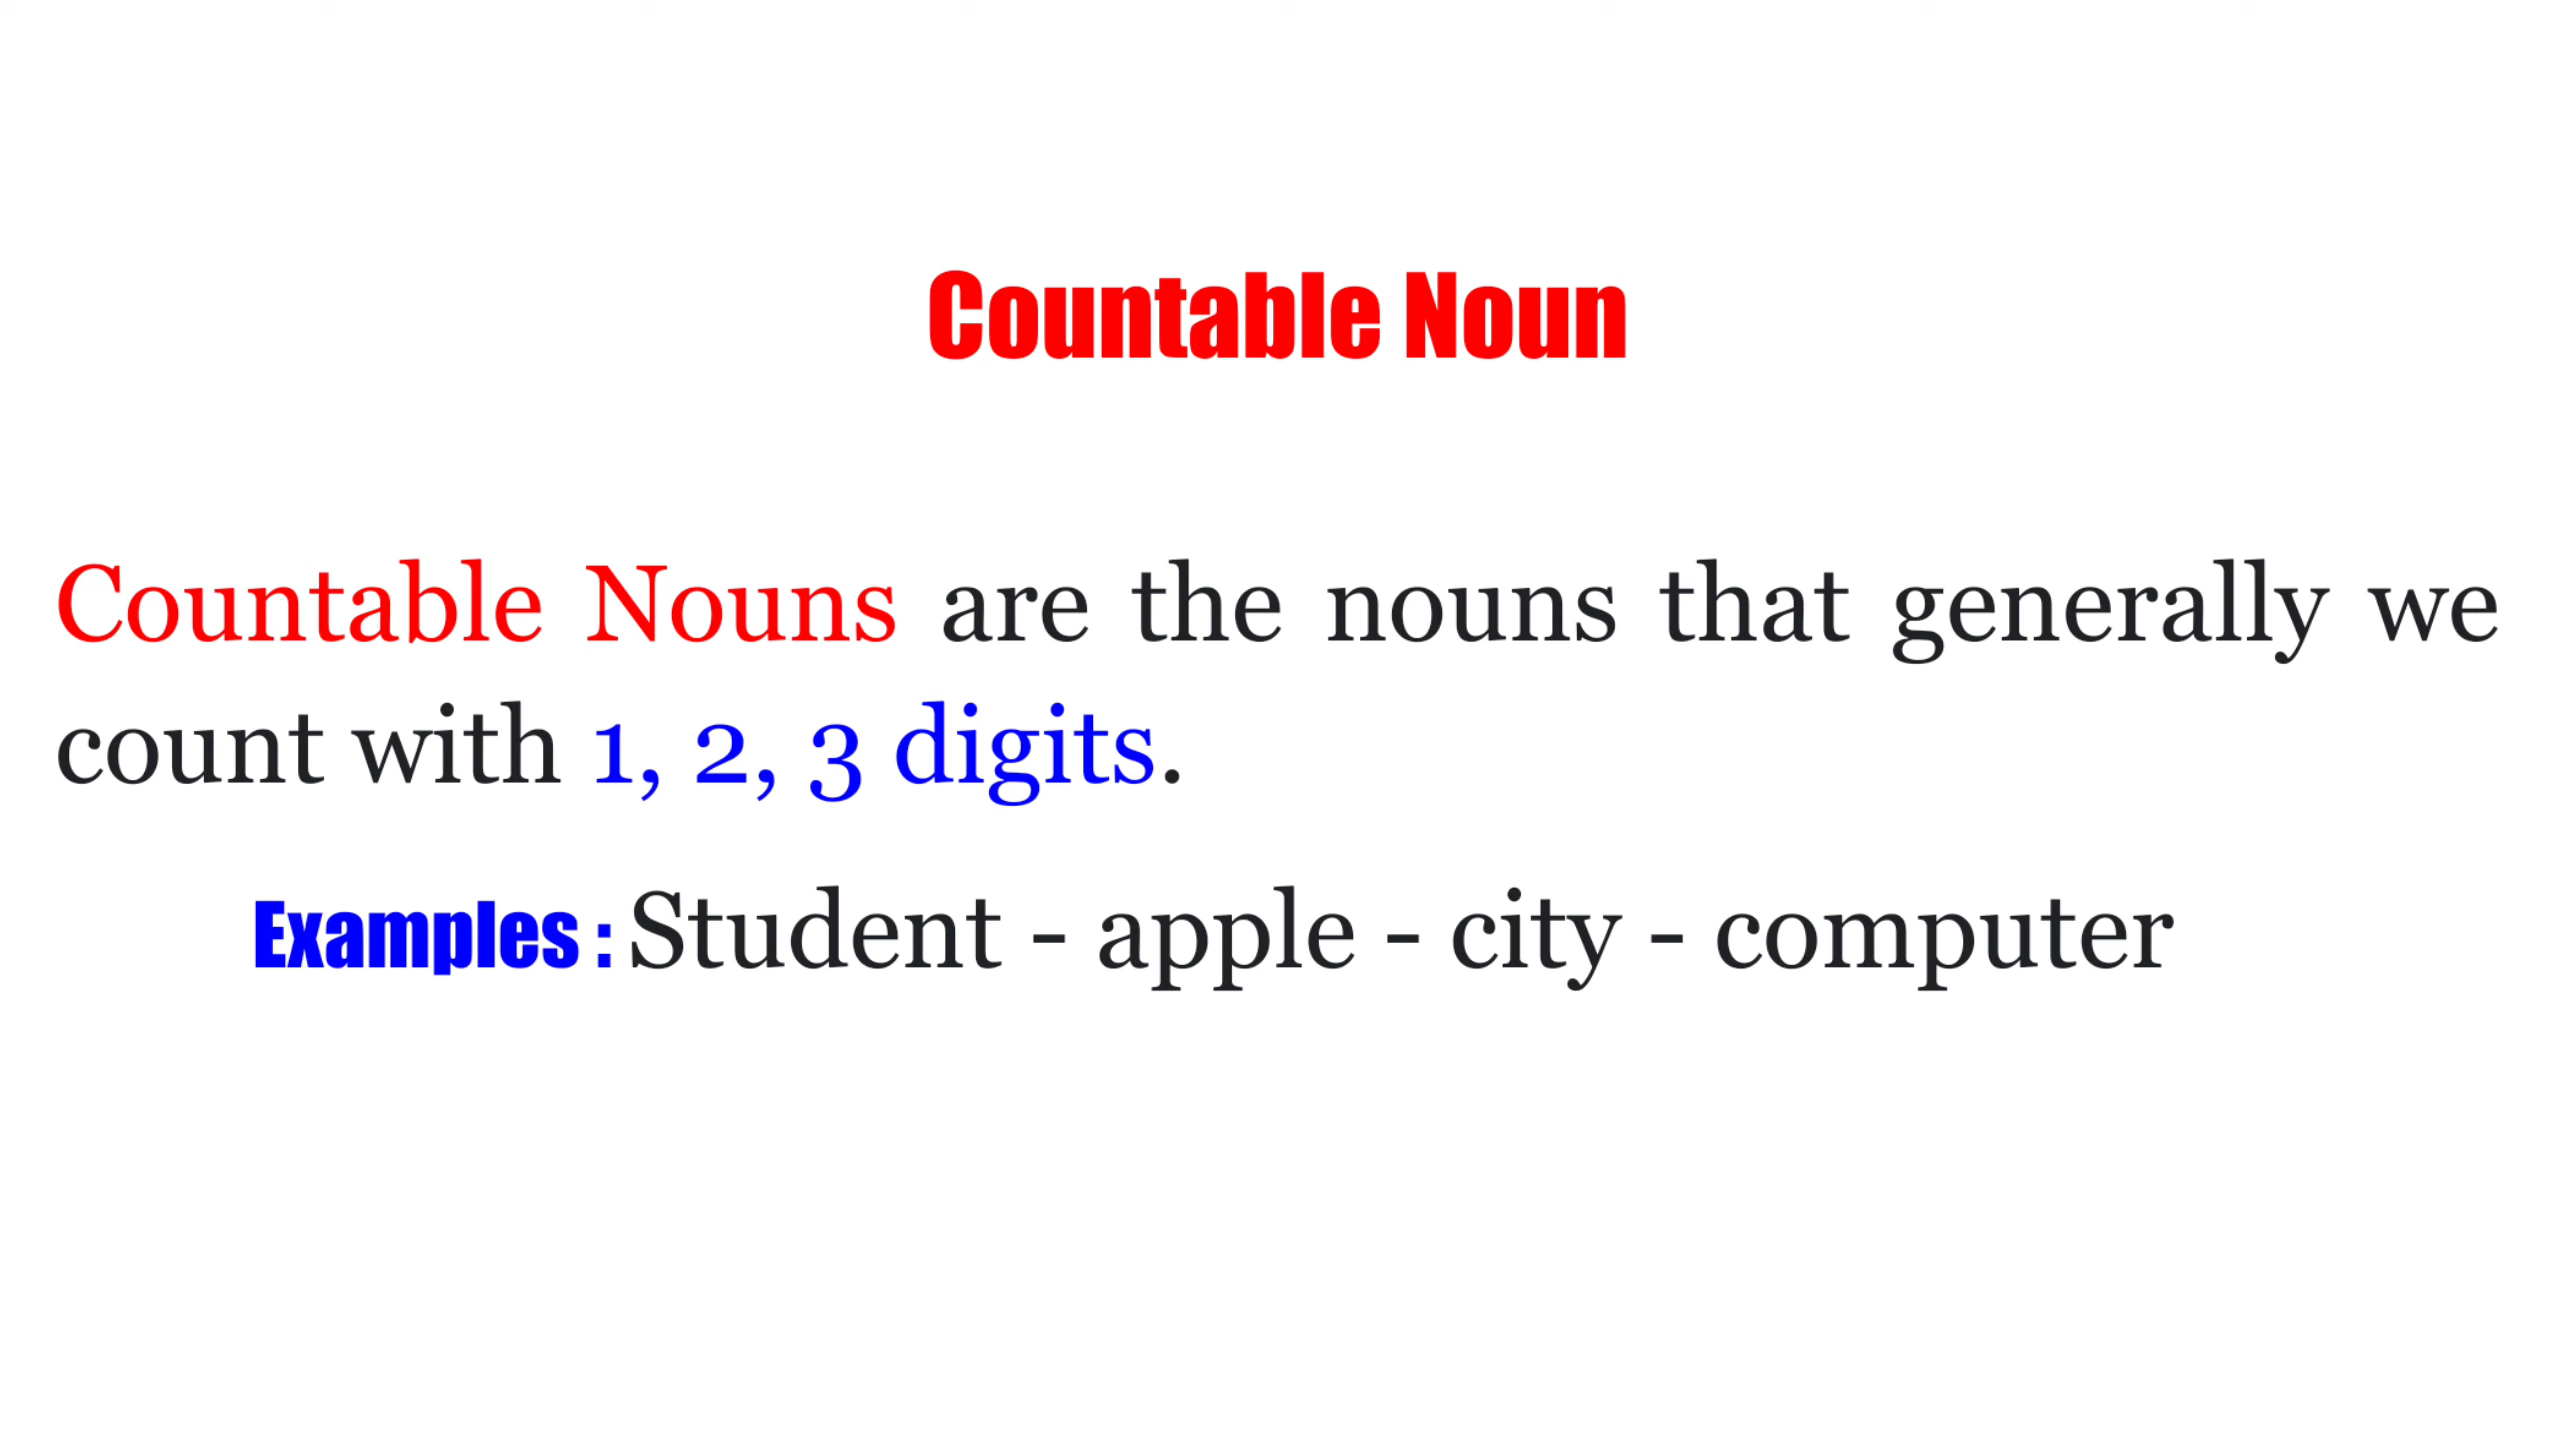 Countable Noun
Countable Nouns are the nouns that generally we
count with 1, 2, 3 digits.
Examples : Student - apple - city - computer